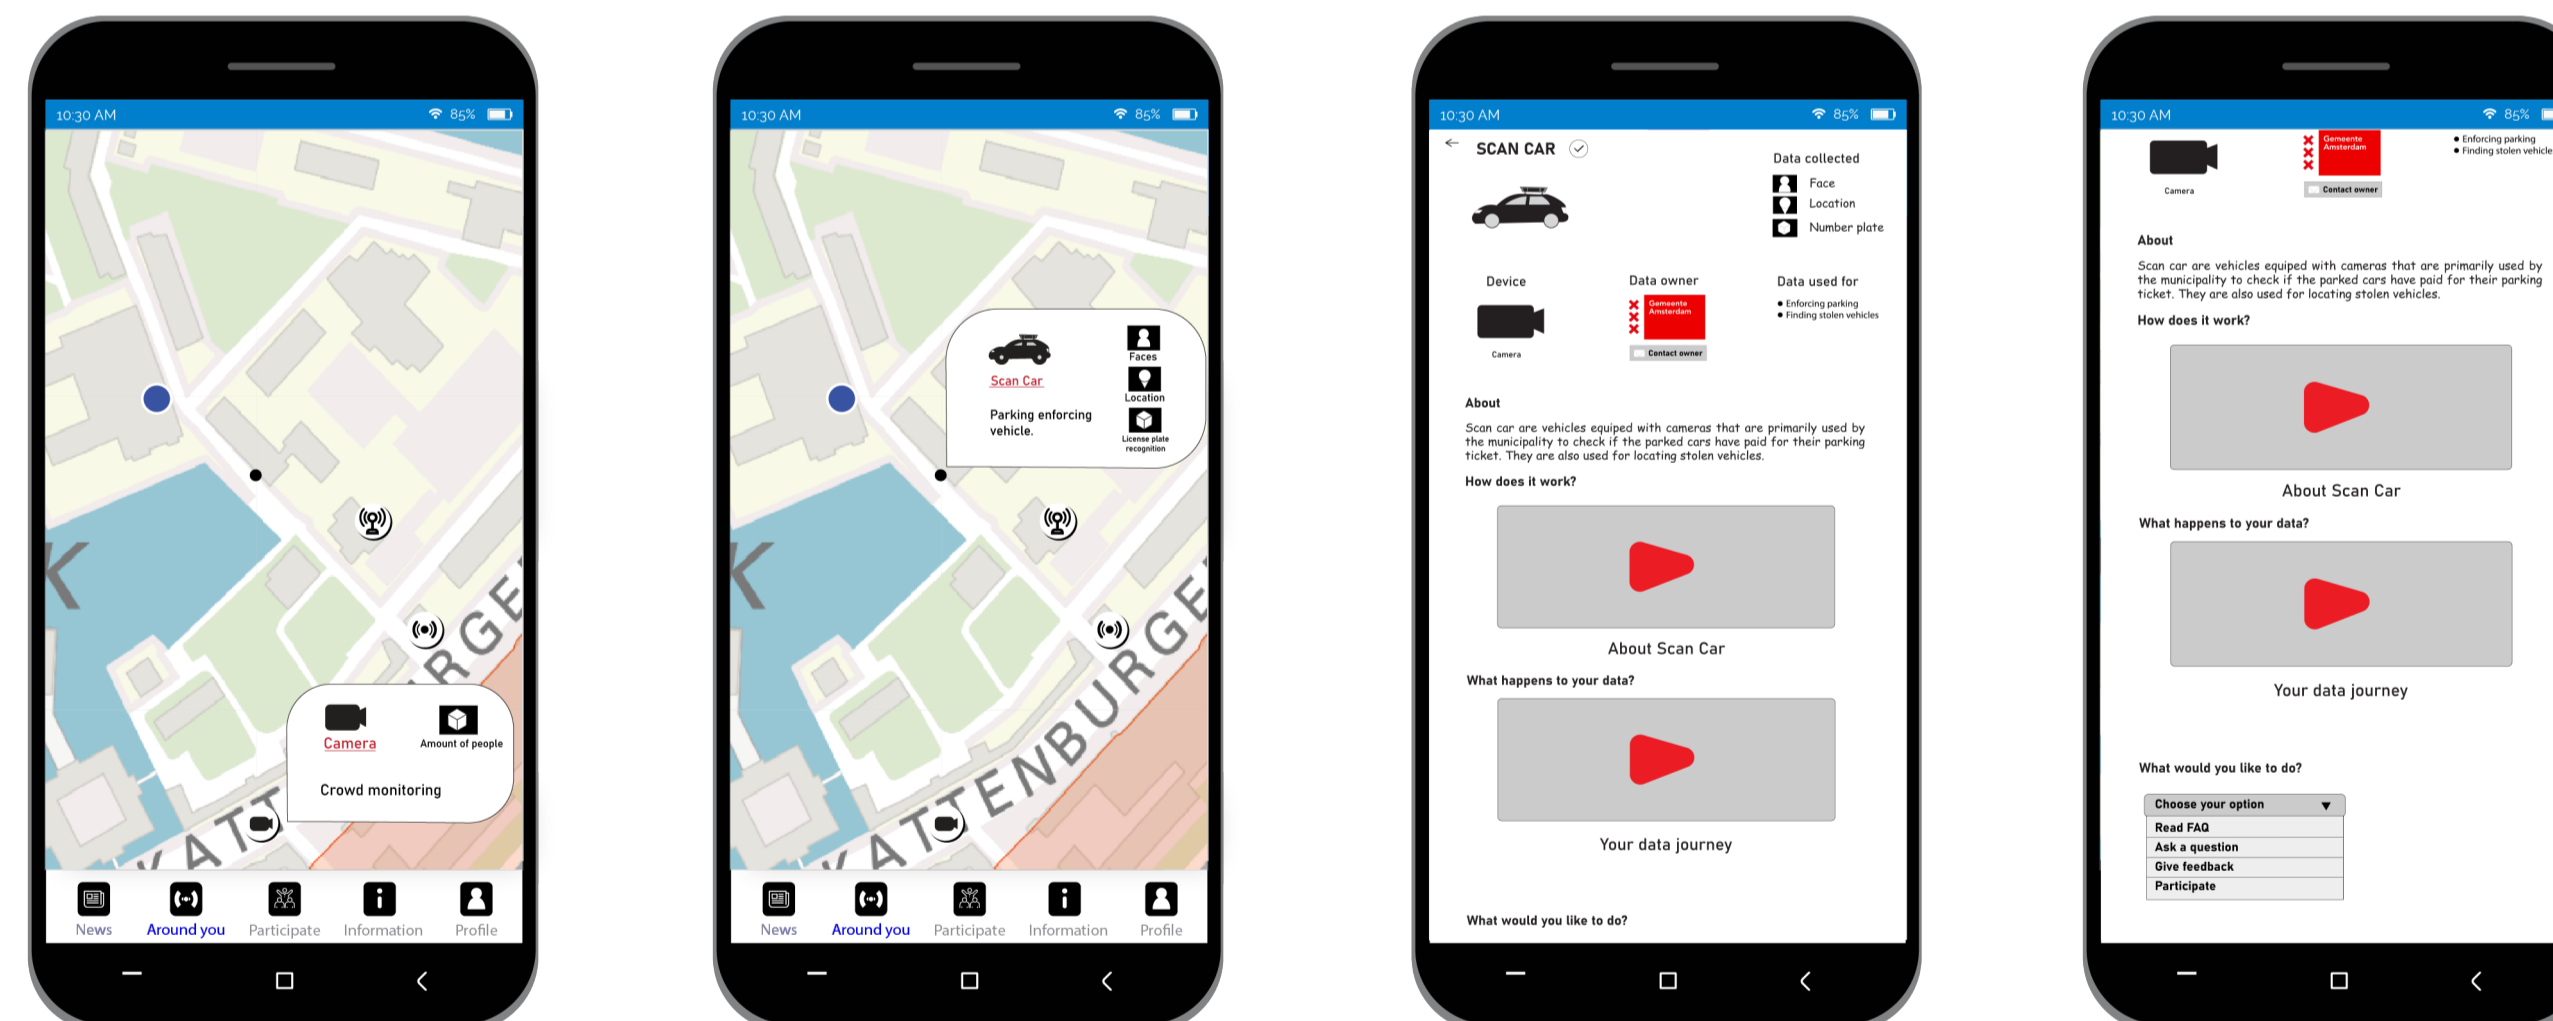 10:30 AM
85%
K
RGE
Camera
Amount of people
Crowd monitoring
KATT
News
Around you
Participate
Information
Profile
10:30 AM
85%
Scan Car
Parking enforcing
vehicle.
Faces
Location
License plate
recognition
K
KATTENBURGE
News
Around you
Participate
Information
Profile
10:30 AM
85%
SCAN CAR
Data collected
Face
Location
Number plate
Device
Camera
Data owner
Gemeente
Amsterdam
Contact owner
Data used for
• Enforcing parking
• Finding stolen vehicles
About
Scan car are vehicles equiped with cameras that are primarily used by
the municipality to check if the parked cars have paid for their parking
ticket. They are also used for locating stolen vehicles.
How does it work?
About Scan Car
What happens to your data?
Your data journey
What would you like to do?
10:30 AM
85%
Camera
Gemeente
Amsterdam
Contact owner
• Enforcing parking
• Finding stolen vehicle
About
Scan car are vehicles equiped with cameras that are primarily used by
the municipality to check if the parked cars have paid for their parking
ticket. They are also used for locating stolen vehicles.
How does it work?
About Scan Car
What happens to your data?
Your data journey
What would you like to do?
Choose your option
Read FAQ
Ask a question
Give feedback
Participate